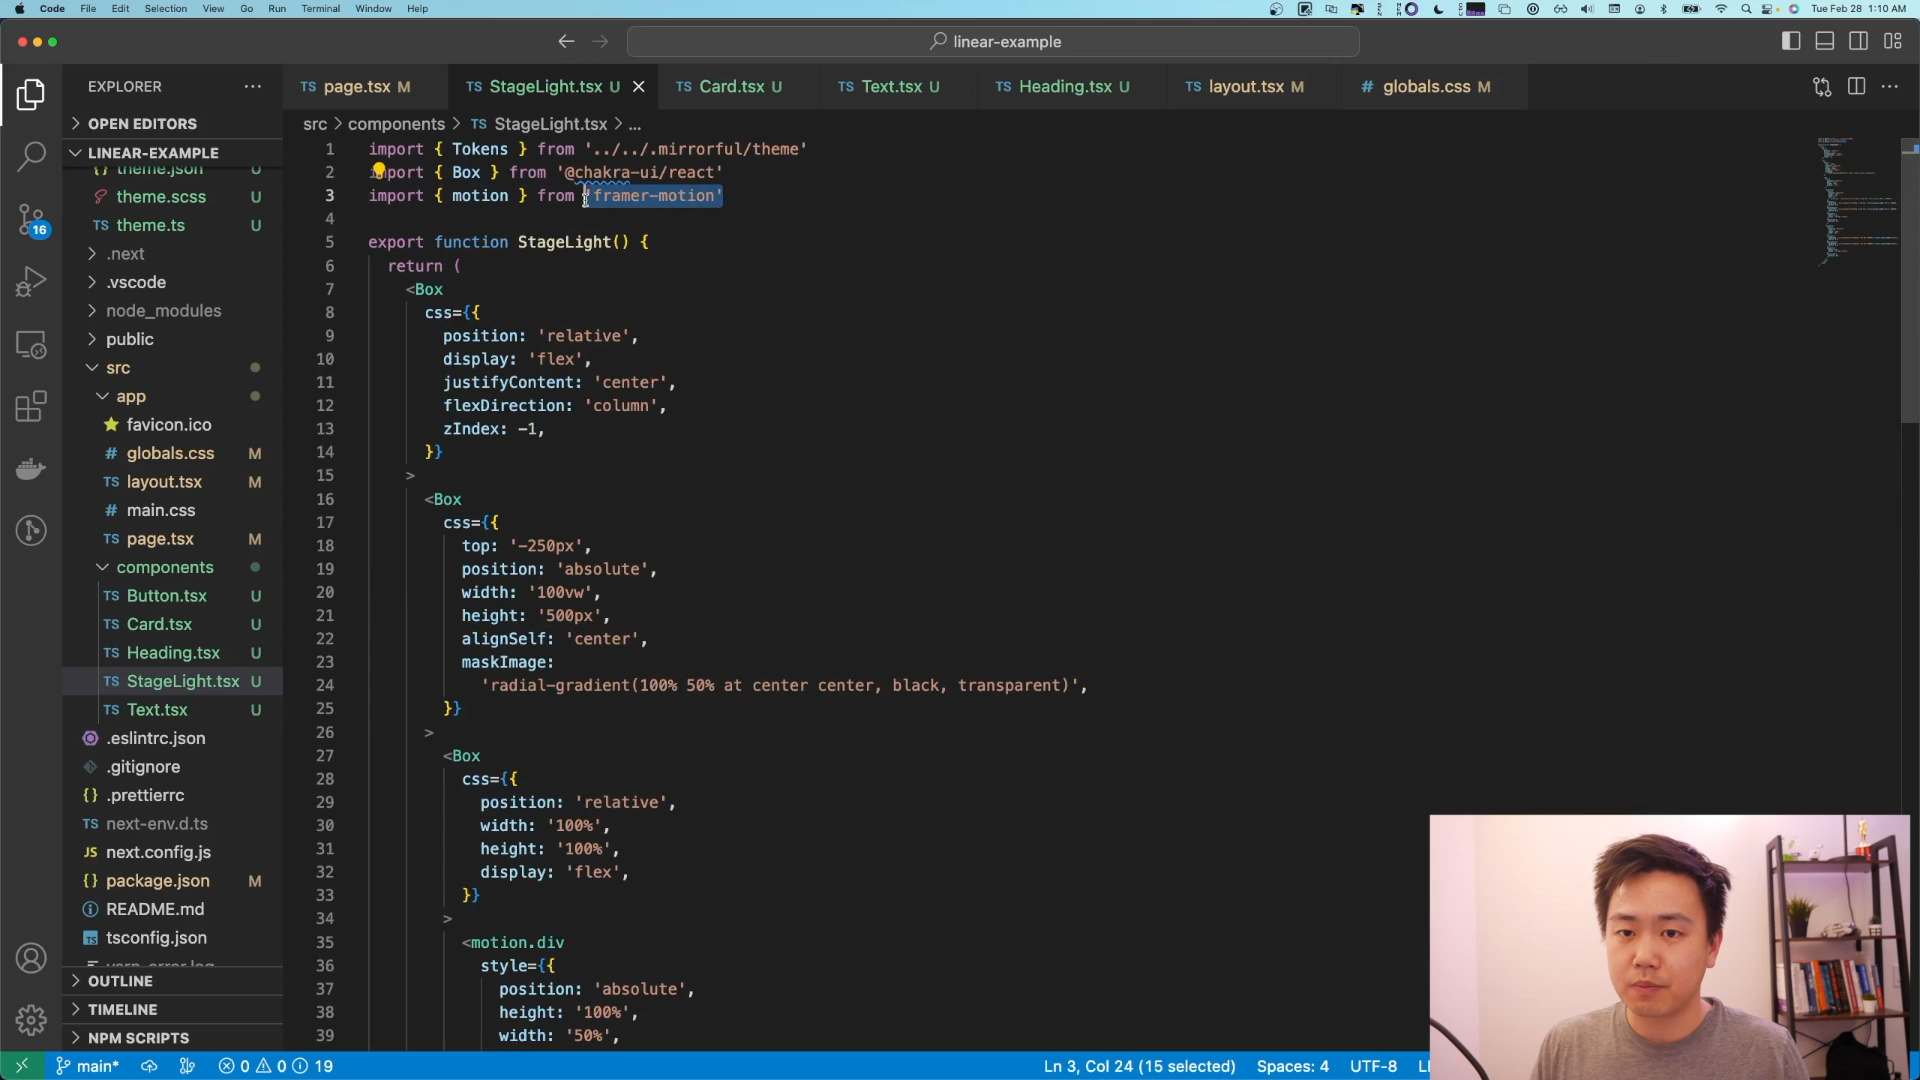 Code File Edit Selection View Go Run Terminal Window Help
Tue Feb 28 1:10 AM
linear-example
EXPLORER
page.tsx M
StageLight.tsx U
Card.tsx U
Text.tsx U
Heading.tsx U
layout.tsx M
globals.css M
OPEN EDITORS
LINEAR-EXAMPLE
theme.json U
theme.scss U
theme.ts U
.next
.vscode
node_modules
public
src
app
favicon.ico
globals.css M
layout.tsx M
main.css
page.tsx M
components
Button.tsx U
Card.tsx U
Heading.tsx U
StageLight.tsx U
Text.tsx U
.eslintrc.json
.gitignore
.prettierrc
next-env.d.ts
next.config.js
package.json M
README.md
tsconfig.json
yarn-error.log
OUTLINE
TIMELINE
NPM SCRIPTS
16
src > components > TS StageLight.tsx > ...
1 import { Tokens } from '../../.mirrorful/theme'
2 import { Box } from '@chakra-ui/react'
3 import { motion } from 'framer-motion'
4
5 export function StageLight() {
6 return (
7 <Box
8 css={{
9 position: 'relative',
10 display: 'flex',
11 justifyContent: 'center',
12 flexDirection: 'column',
13 zIndex: -1,
14 }}
15 >
16 <Box
17 css={{
18 top: '-250px',
19 position: 'absolute',
20 width: '100vw',
21 height: '500px',
22 alignSelf: 'center',
23 maskImage:
24 'radial-gradient(100% 50% at center center, black, transparent)',
25 }}
26 >
27 <Box
28 css={{
29 position: 'relative',
30 width: '100%',
31 height: '100%',
32 display: 'flex',
33 }}
34 >
35 <motion.div
36 style={{
37 position: 'absolute',
38 height: '100%',
39 width: '50%',
main* 0 0 19
Ln 3, Col 24 (15 selected) Spaces: 4 UTF-8